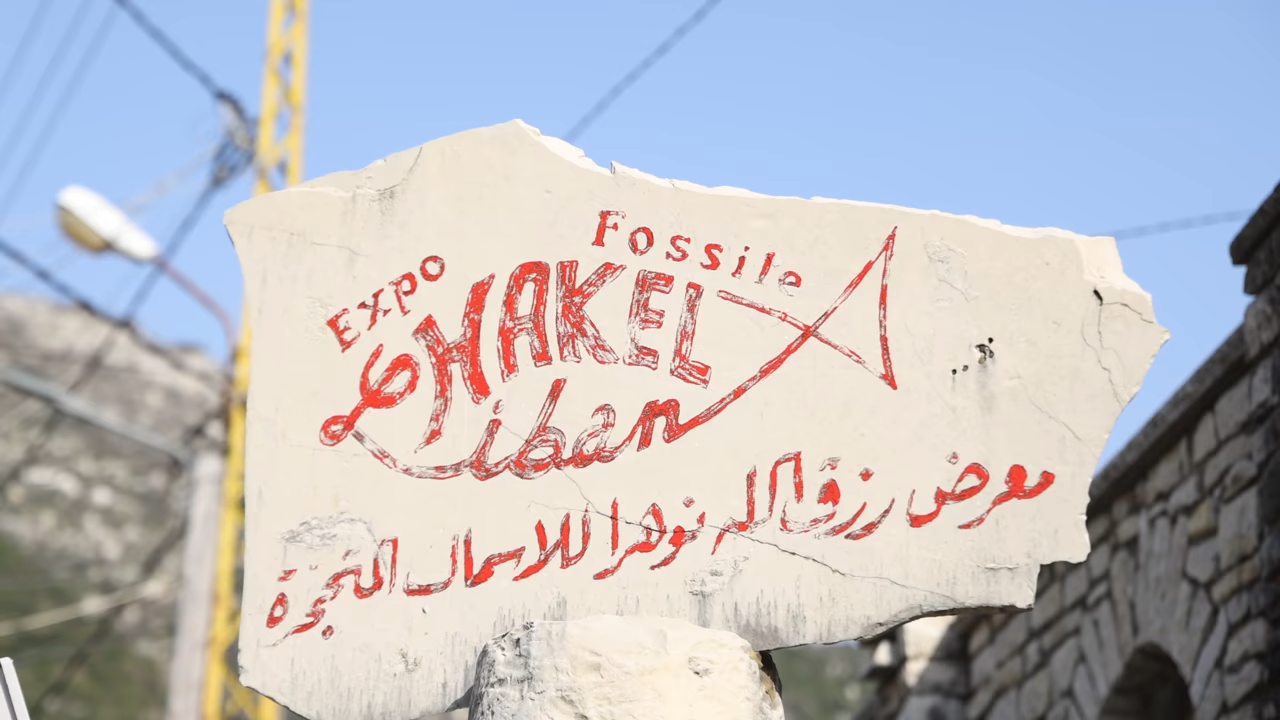 Expo Fossile
HAKEL
Liban
معرض رزق الله نوهرا للاسماك المتحجرة